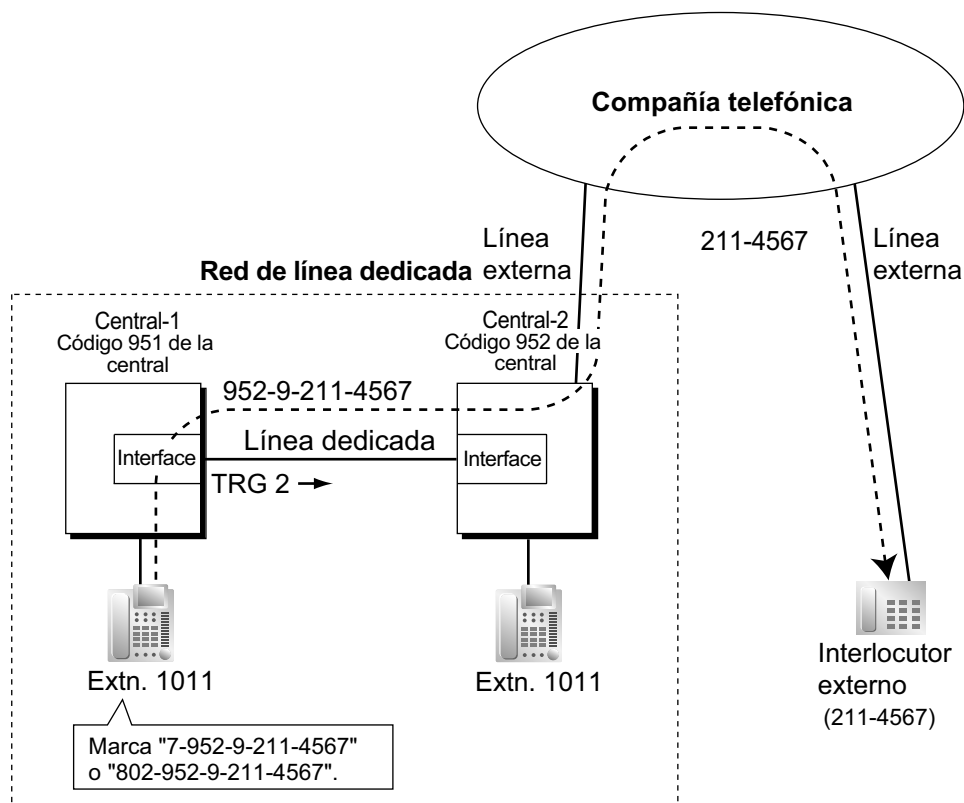 Compañía telefónica
Línea
externa
211-4567
Línea
externa
Red de línea dedicada
Central-1
Código 951 de la
central
Central-2
Código 952 de la
central
952-9-211-4567
Interface
Línea dedicada
Interface
TRG 2
Extn. 1011
Extn. 1011
Interlocutor
externo
(211-4567)
Marca "7-952-9-211-4567"
o "802-952-9-211-4567".